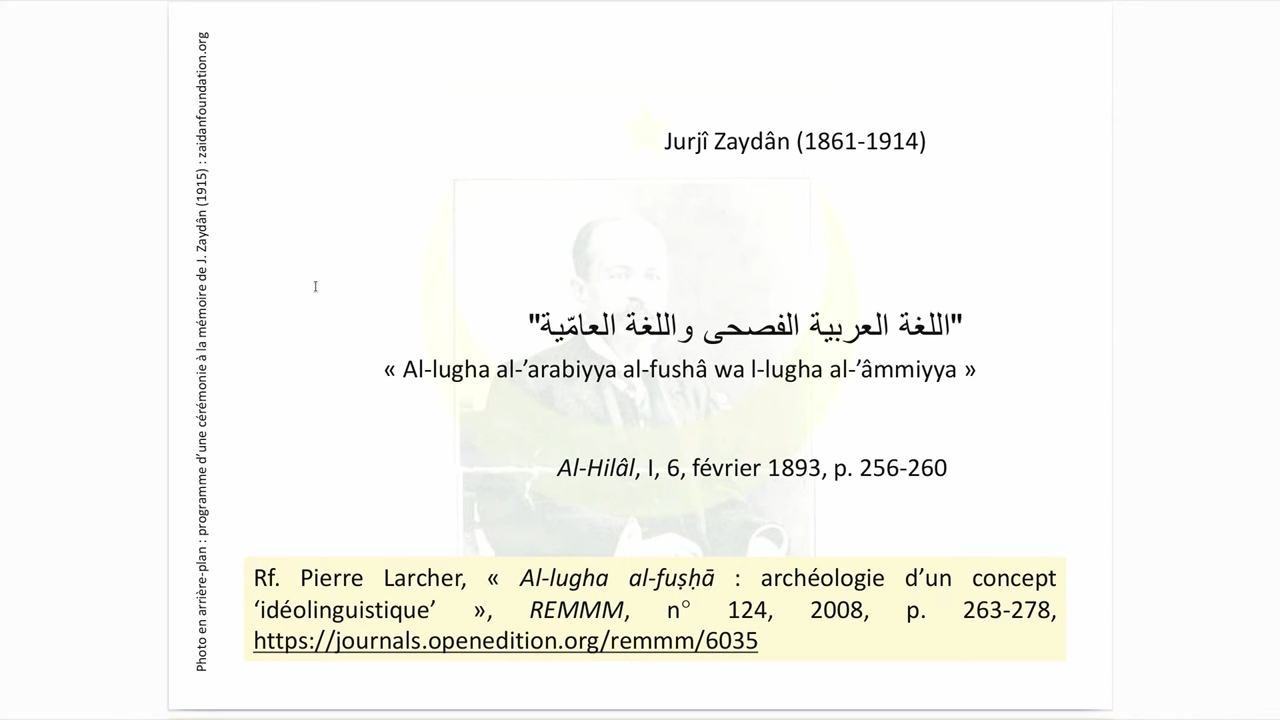 Photo en arrière-plan : programme d’une cérémonie à la mémoire de J. Zaydân (1915) : zaidanfoundation.org
Jurjî Zaydân (1861-1914)
"اللغة العربية الفصحى واللغة العامّية"
« Al-lugha al-’arabiyya al-fushâ wa l-lugha al-’âmmiyya »
Al-Hilâl, I, 6, février 1893, p. 256-260
Rf. Pierre Larcher, « Al-lugha al-fuṣḥā : archéologie d’un concept
‘idéolinguistique’ », REMMM, n° 124, 2008, p. 263-278,
https://journals.openedition.org/remmm/6035